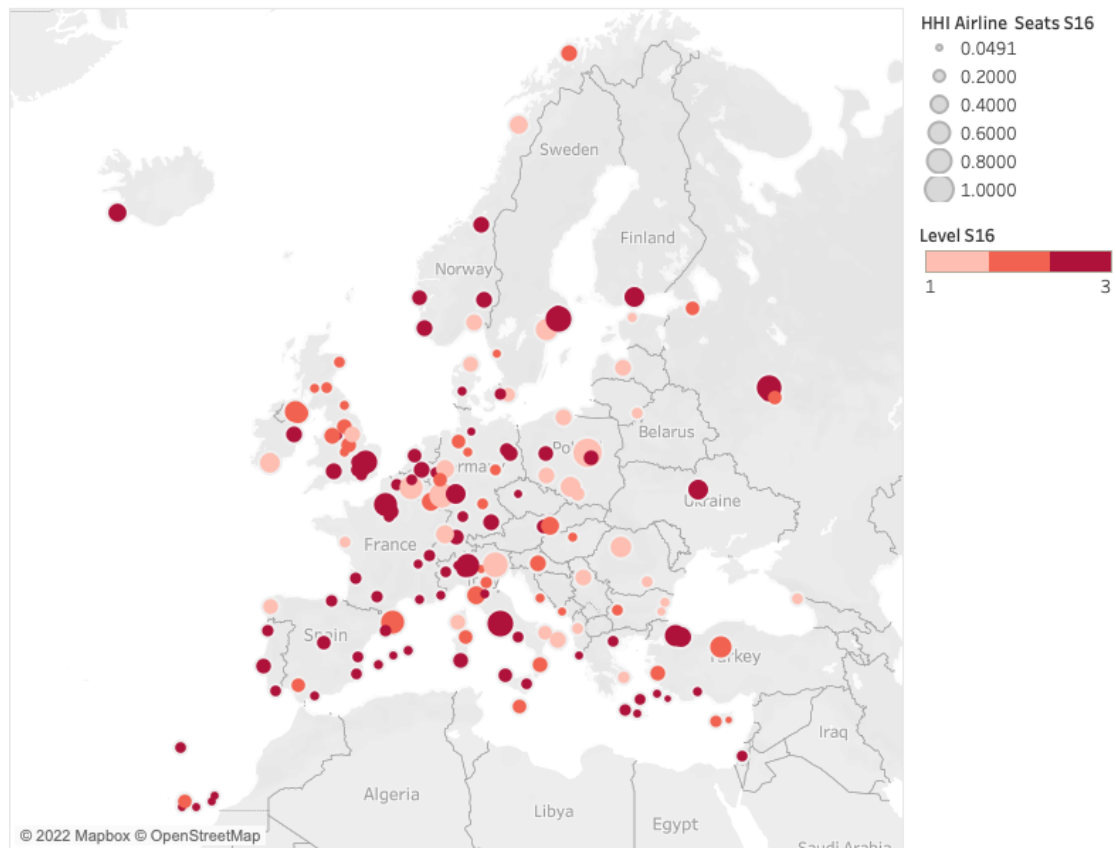 HHI Airline Seats S16
0.0491
0.2000
0.4000
0.6000
0.8000
1.0000
Level S16
1 3
Sweden
Finland
Norway
Belarus
Ukraine
France
Spain
Iraq
Algeria
Libya
Egypt
© 2022 Mapbox © OpenStreetMap